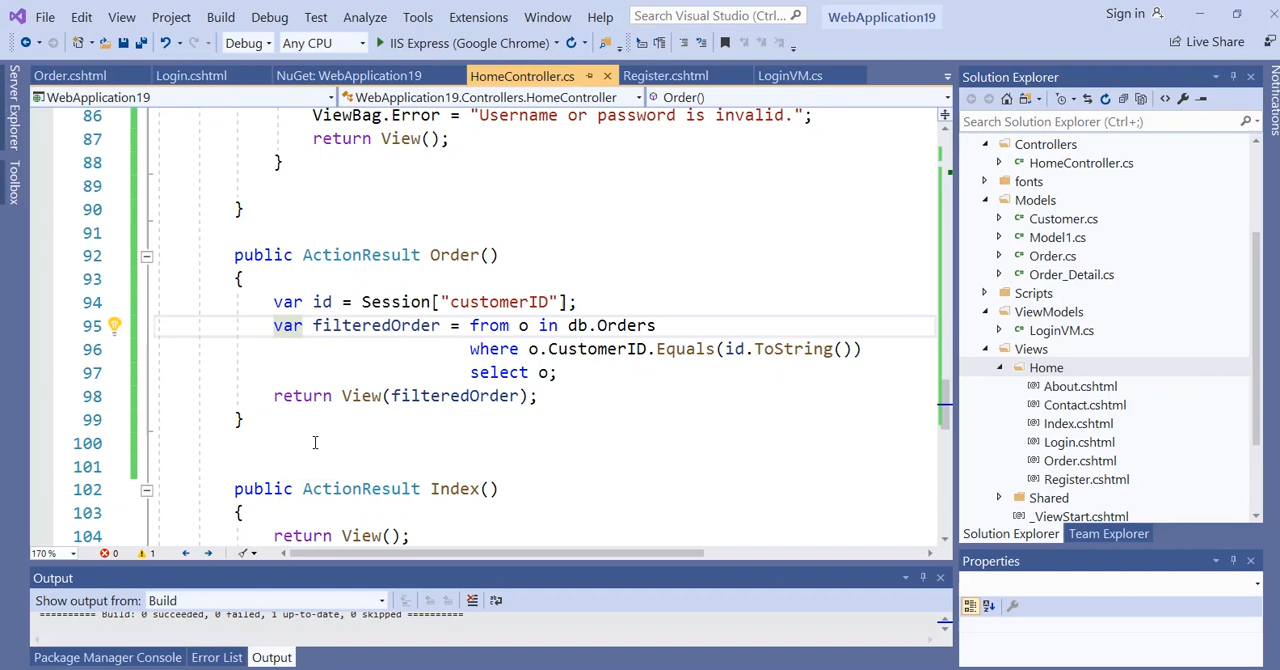 File Edit View Project Build Debug Test Analyze Tools Extensions Window Help Search Visual Studio (Ctrl... WebApplication19 Sign in
Debug Any CPU IIS Express (Google Chrome) Live Share
Server Explorer
Toolbox
Notifications
Order.cshtml Login.cshtml NuGet: WebApplication19 HomeController.cs Register.cshtml LoginVM.cs
WebApplication19 WebApplication19.Controllers.HomeController Order()
86 ViewBag.Error = "Username or password is invalid.";
87 return View();
88 }
89
90 }
91
92 public ActionResult Order()
93 {
94 var id = Session["customerID"];
95 var filteredOrder = from o in db.Orders
96 where o.CustomerID.Equals(id.ToString())
97 select o;
98 return View(filteredOrder);
99 }
100
101
102 public ActionResult Index()
103 {
104 return View();
170 % 0 1
Output
Show output from: Build
========== Build: 0 succeeded, 0 failed, 1 up-to-date, 0 skipped ==========
Package Manager Console Error List Output
Solution Explorer
Search Solution Explorer (Ctrl+;)
Controllers
C# HomeController.cs
fonts
Models
C# Customer.cs
C# Model1.cs
C# Order.cs
C# Order_Detail.cs
Scripts
ViewModels
C# LoginVM.cs
Views
Home
[@] About.cshtml
[@] Contact.cshtml
[@] Index.cshtml
[@] Login.cshtml
[@] Order.cshtml
[@] Register.cshtml
Shared
[@] _ViewStart.cshtml
Solution Explorer Team Explorer
Properties